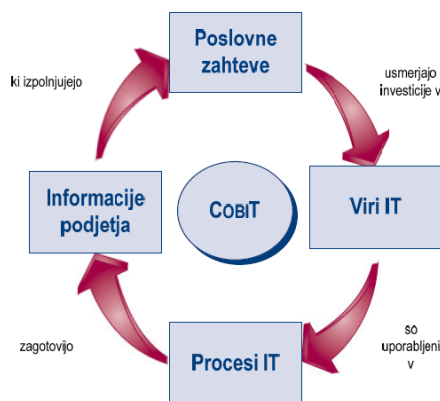 Poslovne
zahteve
usmerjajo
investicije v
Viri IT
so
uporabljeni
v
Procesi IT
zagotovijo
Informacije
podjetja
ki izpolnjujejo
COBIT